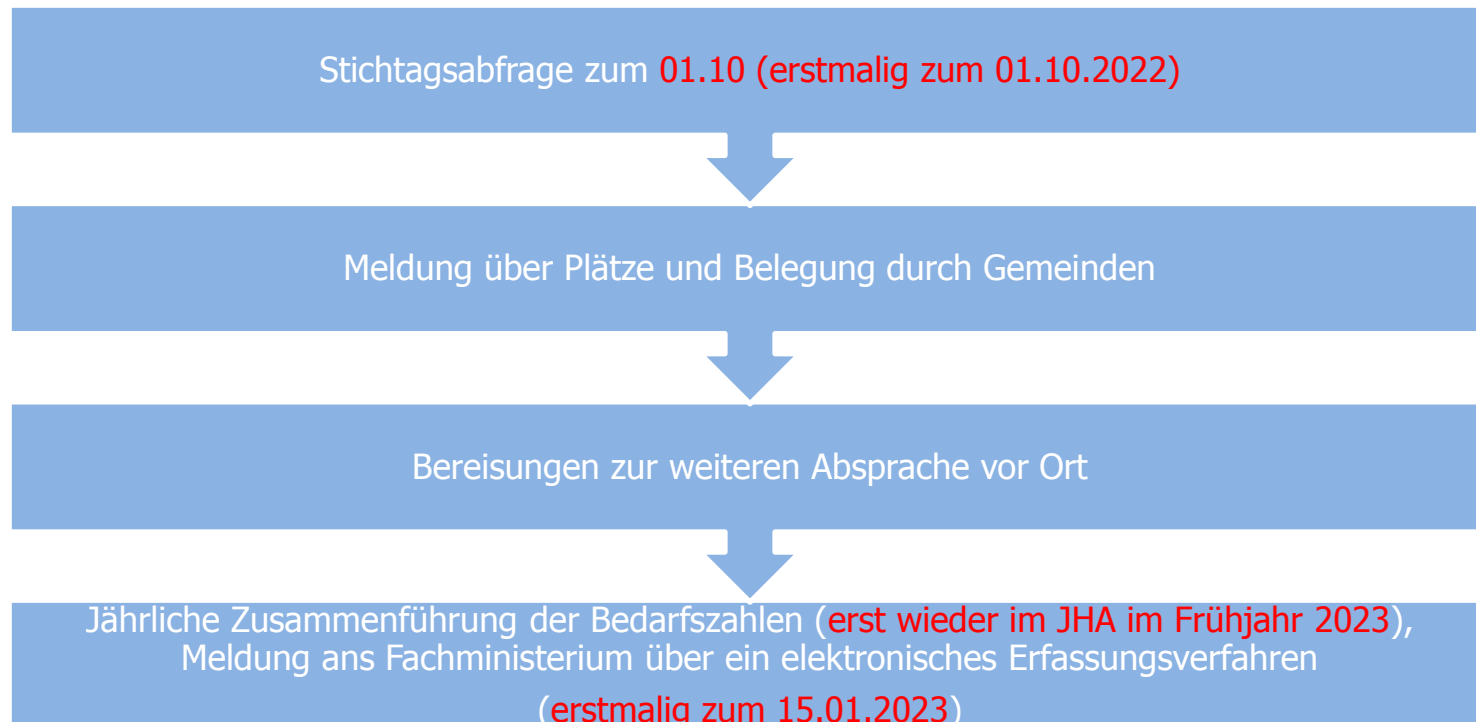 Stichtagsabfrage zum 01.10 (erstmalig zum 01.10.2022)
Meldung über Plätze und Belegung durch Gemeinden
Bereisungen zur weiteren Absprache vor Ort
Jährliche Zusammenführung der Bedarfszahlen (erst wieder im JHA im Frühjahr 2023),
Meldung ans Fachministerium über ein elektronisches Erfassungsverfahren
(erstmalig zum 15.01.2023)